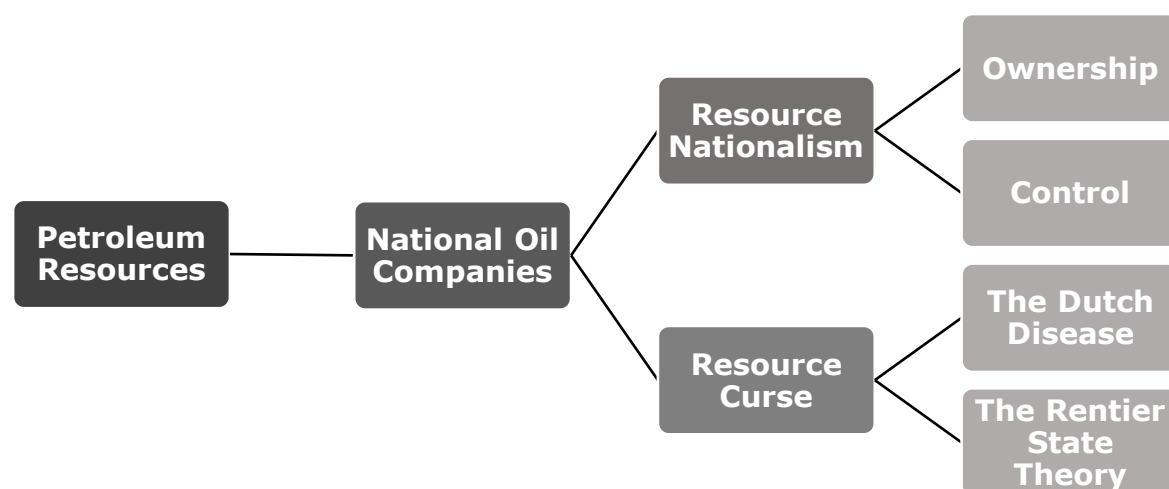 Petroleum
Resources
National Oil
Companies
Resource
Nationalism
Ownership
Control
Resource
Curse
The Dutch
Disease
The Rentier
State
Theory